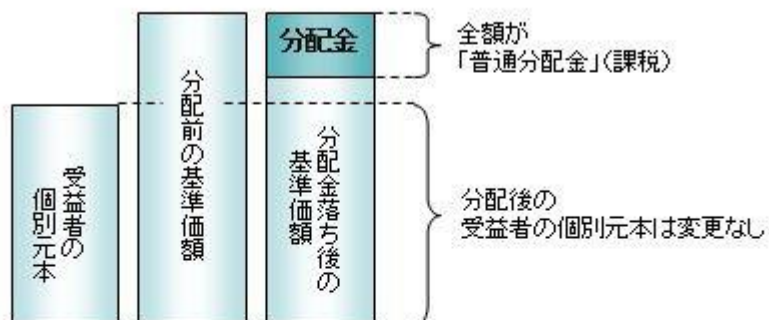 受益者の
個別元本
分配前の基準価額
分配金
分配金落ち後の
基準価額
全額が
「普通分配金」(課税)
分配後の
受益者の個別元本は変更なし